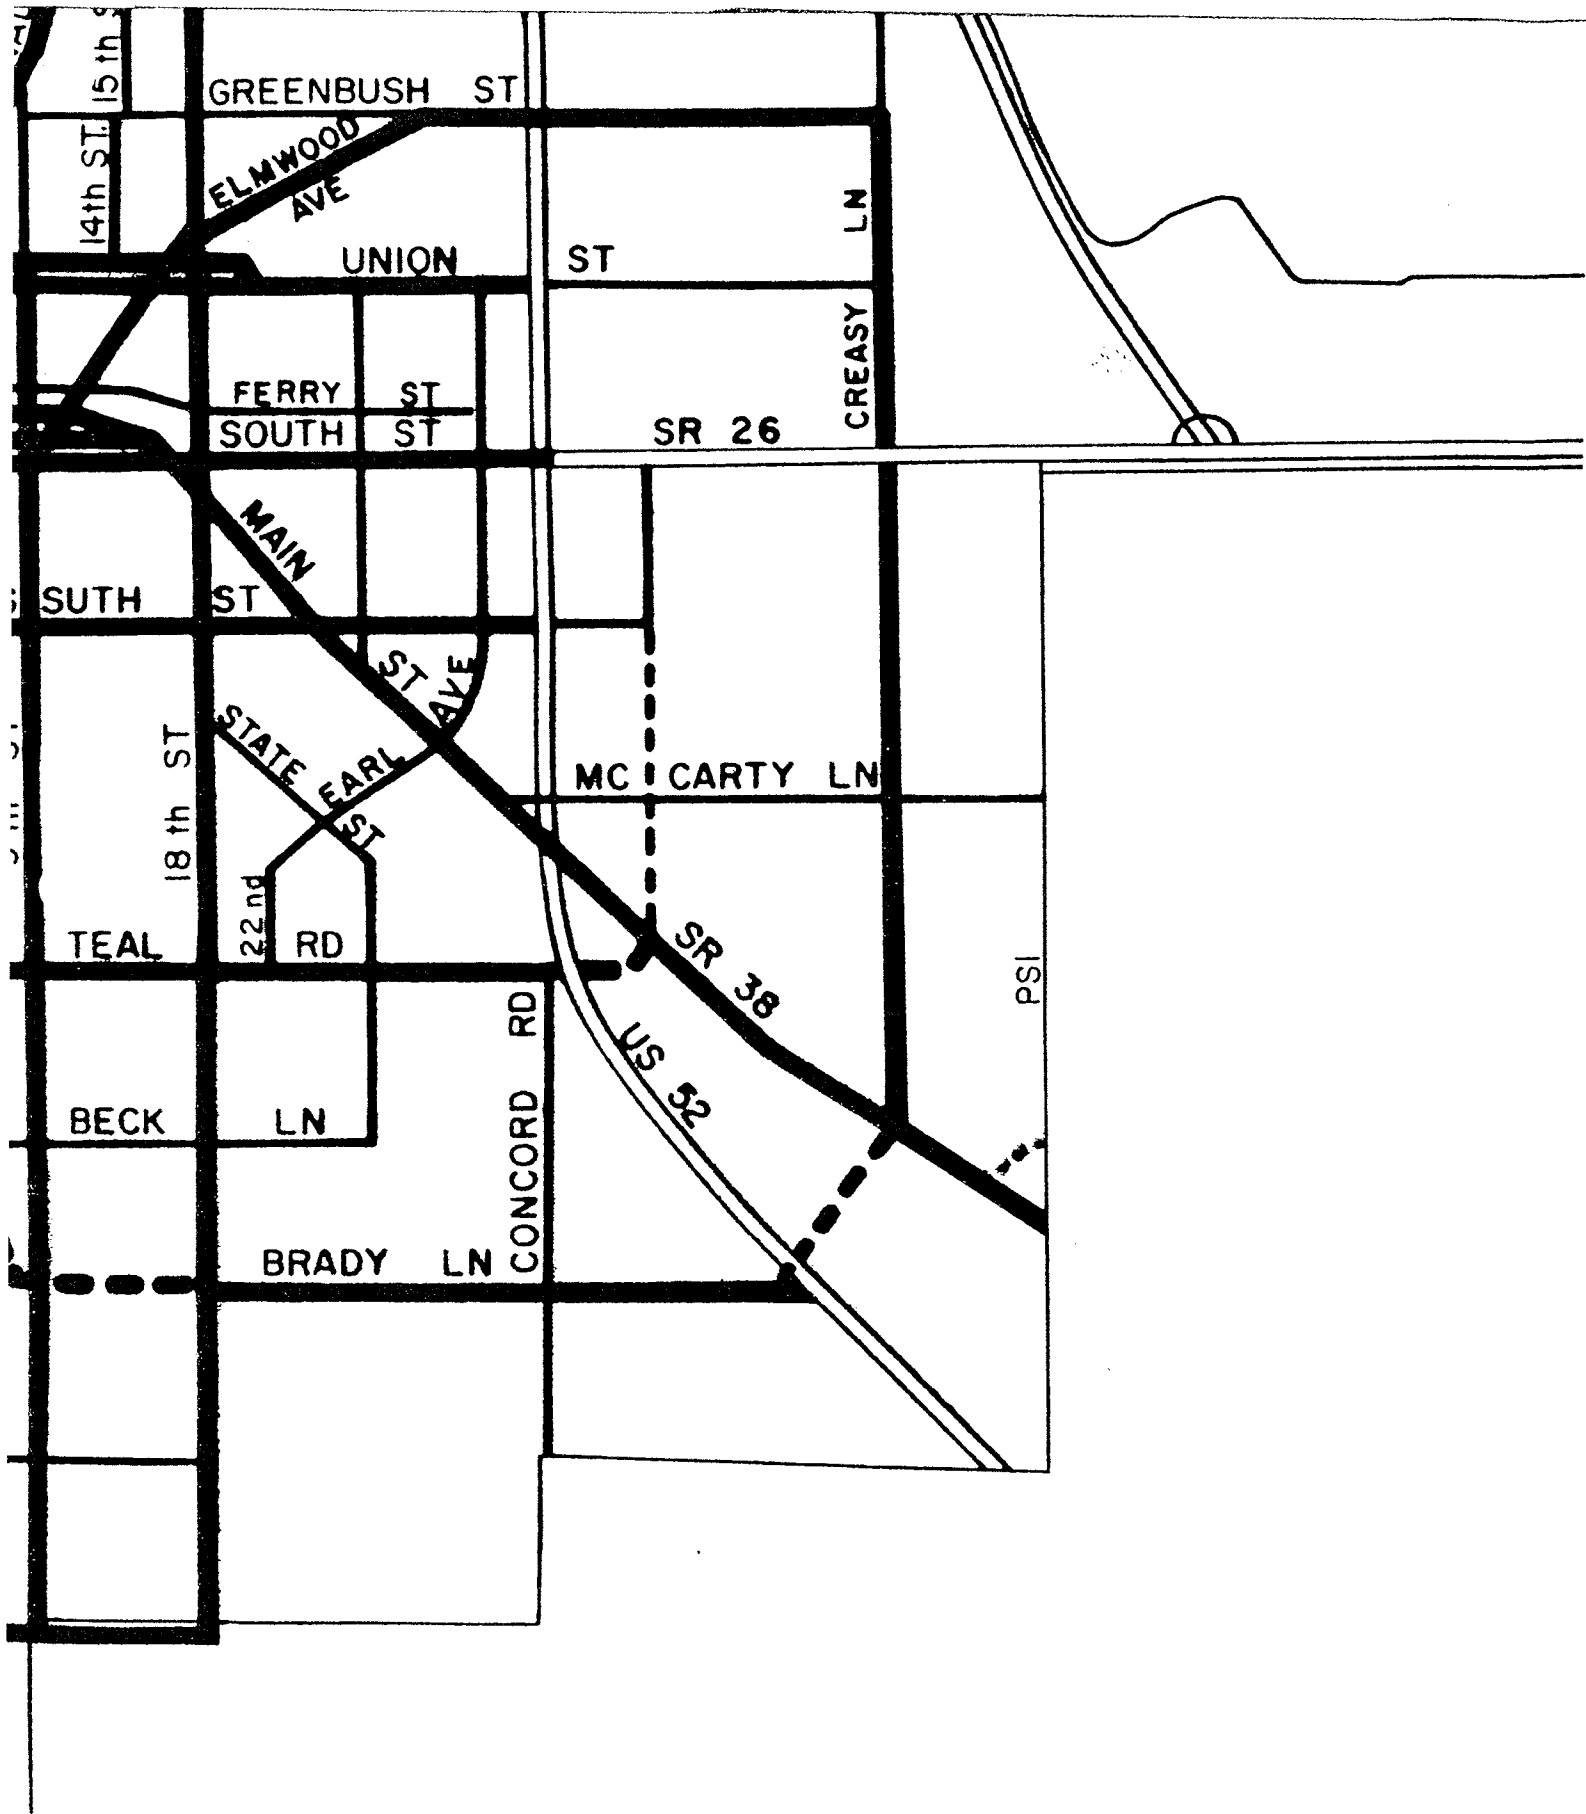 15th S
GREENBUSH ST
14th ST.
ELMWOOD
AVE
LN
UNION ST
CREASY
FERRY ST
SOUTH ST
SR 26
MAIN
SUTH ST
ST
AVE
STATE
EARL
ST
18 th ST
MC CARTY LN
22nd
TEAL RD
SR 38
PSI
RD
US 52
CONCORD
BECK LN
BRADY LN